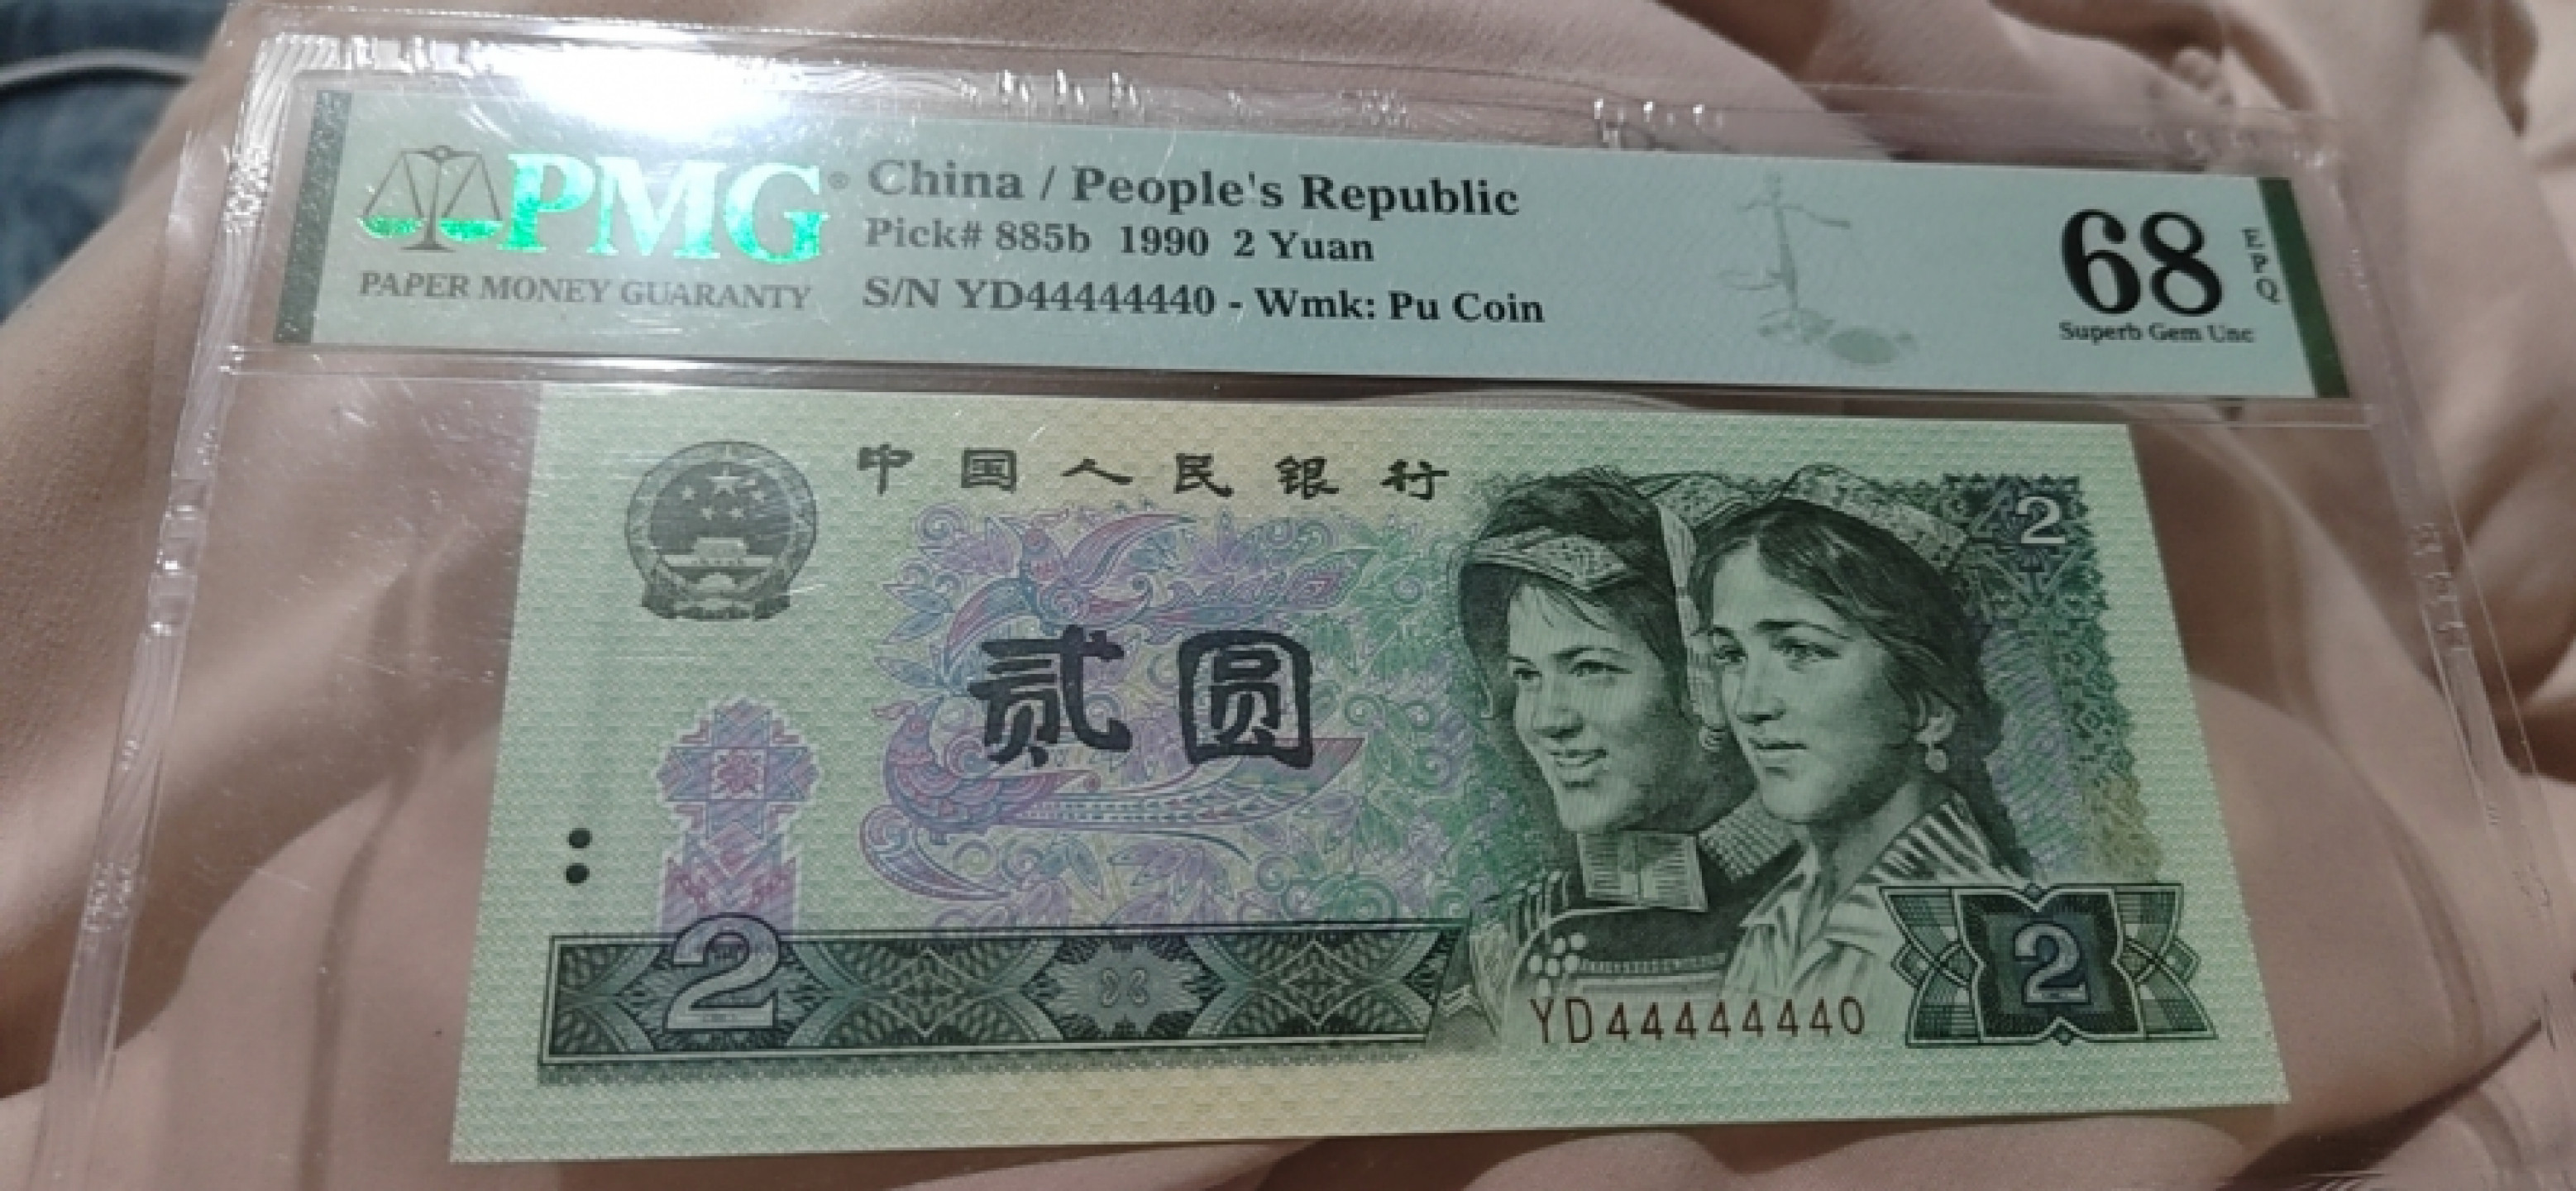 PMG®
PAPER MONEY GUARANTY
China / People's Republic
Pick# 885b 1990 2 Yuan
S/N YD44444440 - Wmk: Pu Coin
68
EPQ
Superb Gem Unc
中国人民银行
2
贰圆
2
YD44444440
2